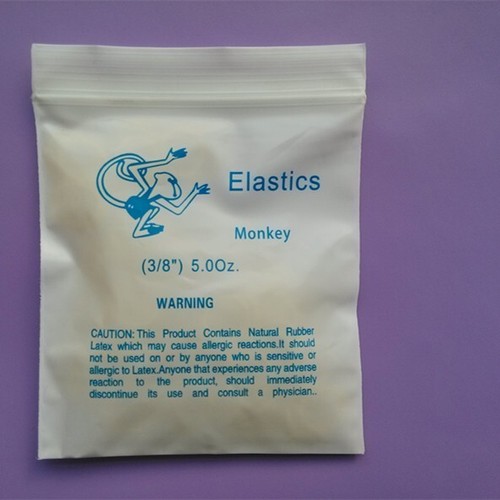 Elastics
Monkey
(3/8") 5.0Oz.
WARNING
CAUTION: This Product Contains Natural Rubber
Latex which may cause allergic reactions.It should
not be used on or by anyone who is sensitive or
allergic to Latex.Anyone that experiences any adverse
reaction to the product, should immediately
discontinue its use and consult a physician..